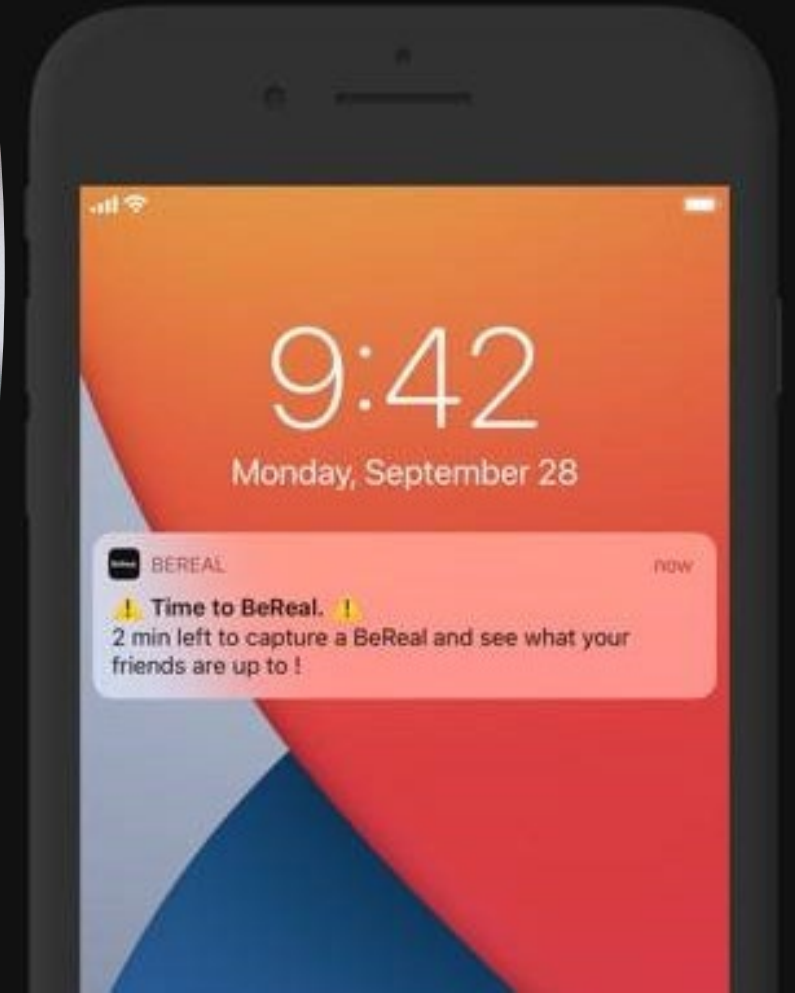 9:42
Monday, September 28
BEREAL
now
⚠️ Time to BeReal. ⚠️
2 min left to capture a BeReal and see what your
friends are up to !